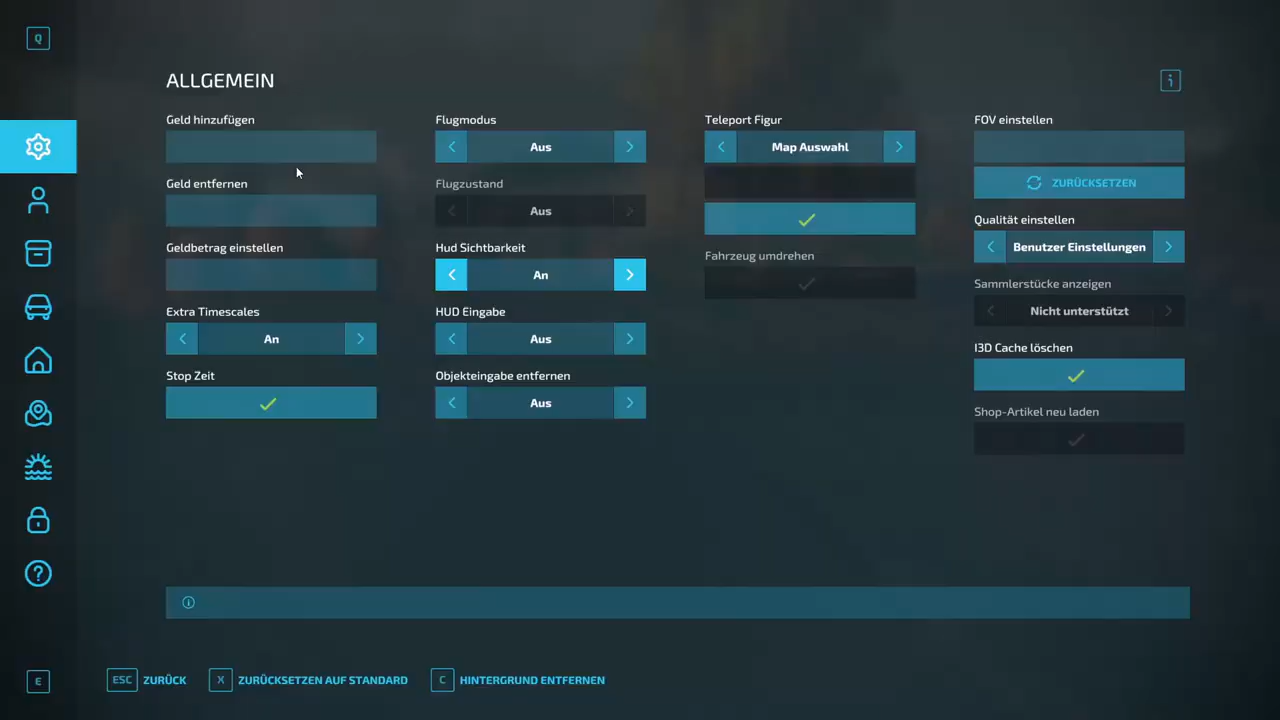 Q
ALLGEMEIN
i
Geld hinzufügen
Geld entfernen
Geldbetrag einstellen
Extra Timescales
An
Stop Zeit
Flugmodus
Aus
Flugzustand
Aus
Hud Sichtbarkeit
An
HUD Eingabe
Aus
Objekteingabe entfernen
Aus
Teleport Figur
Map Auswahl
Fahrzeug umdrehen
FOV einstellen
ZURÜCKSETZEN
Qualität einstellen
Benutzer Einstellungen
Sammlerstücke anzeigen
Nicht unterstützt
I3D Cache löschen
Shop-Artikel neu laden
E
ESC ZURÜCK X ZURÜCKSETZEN AUF STANDARD C HINTERGRUND ENTFERNEN